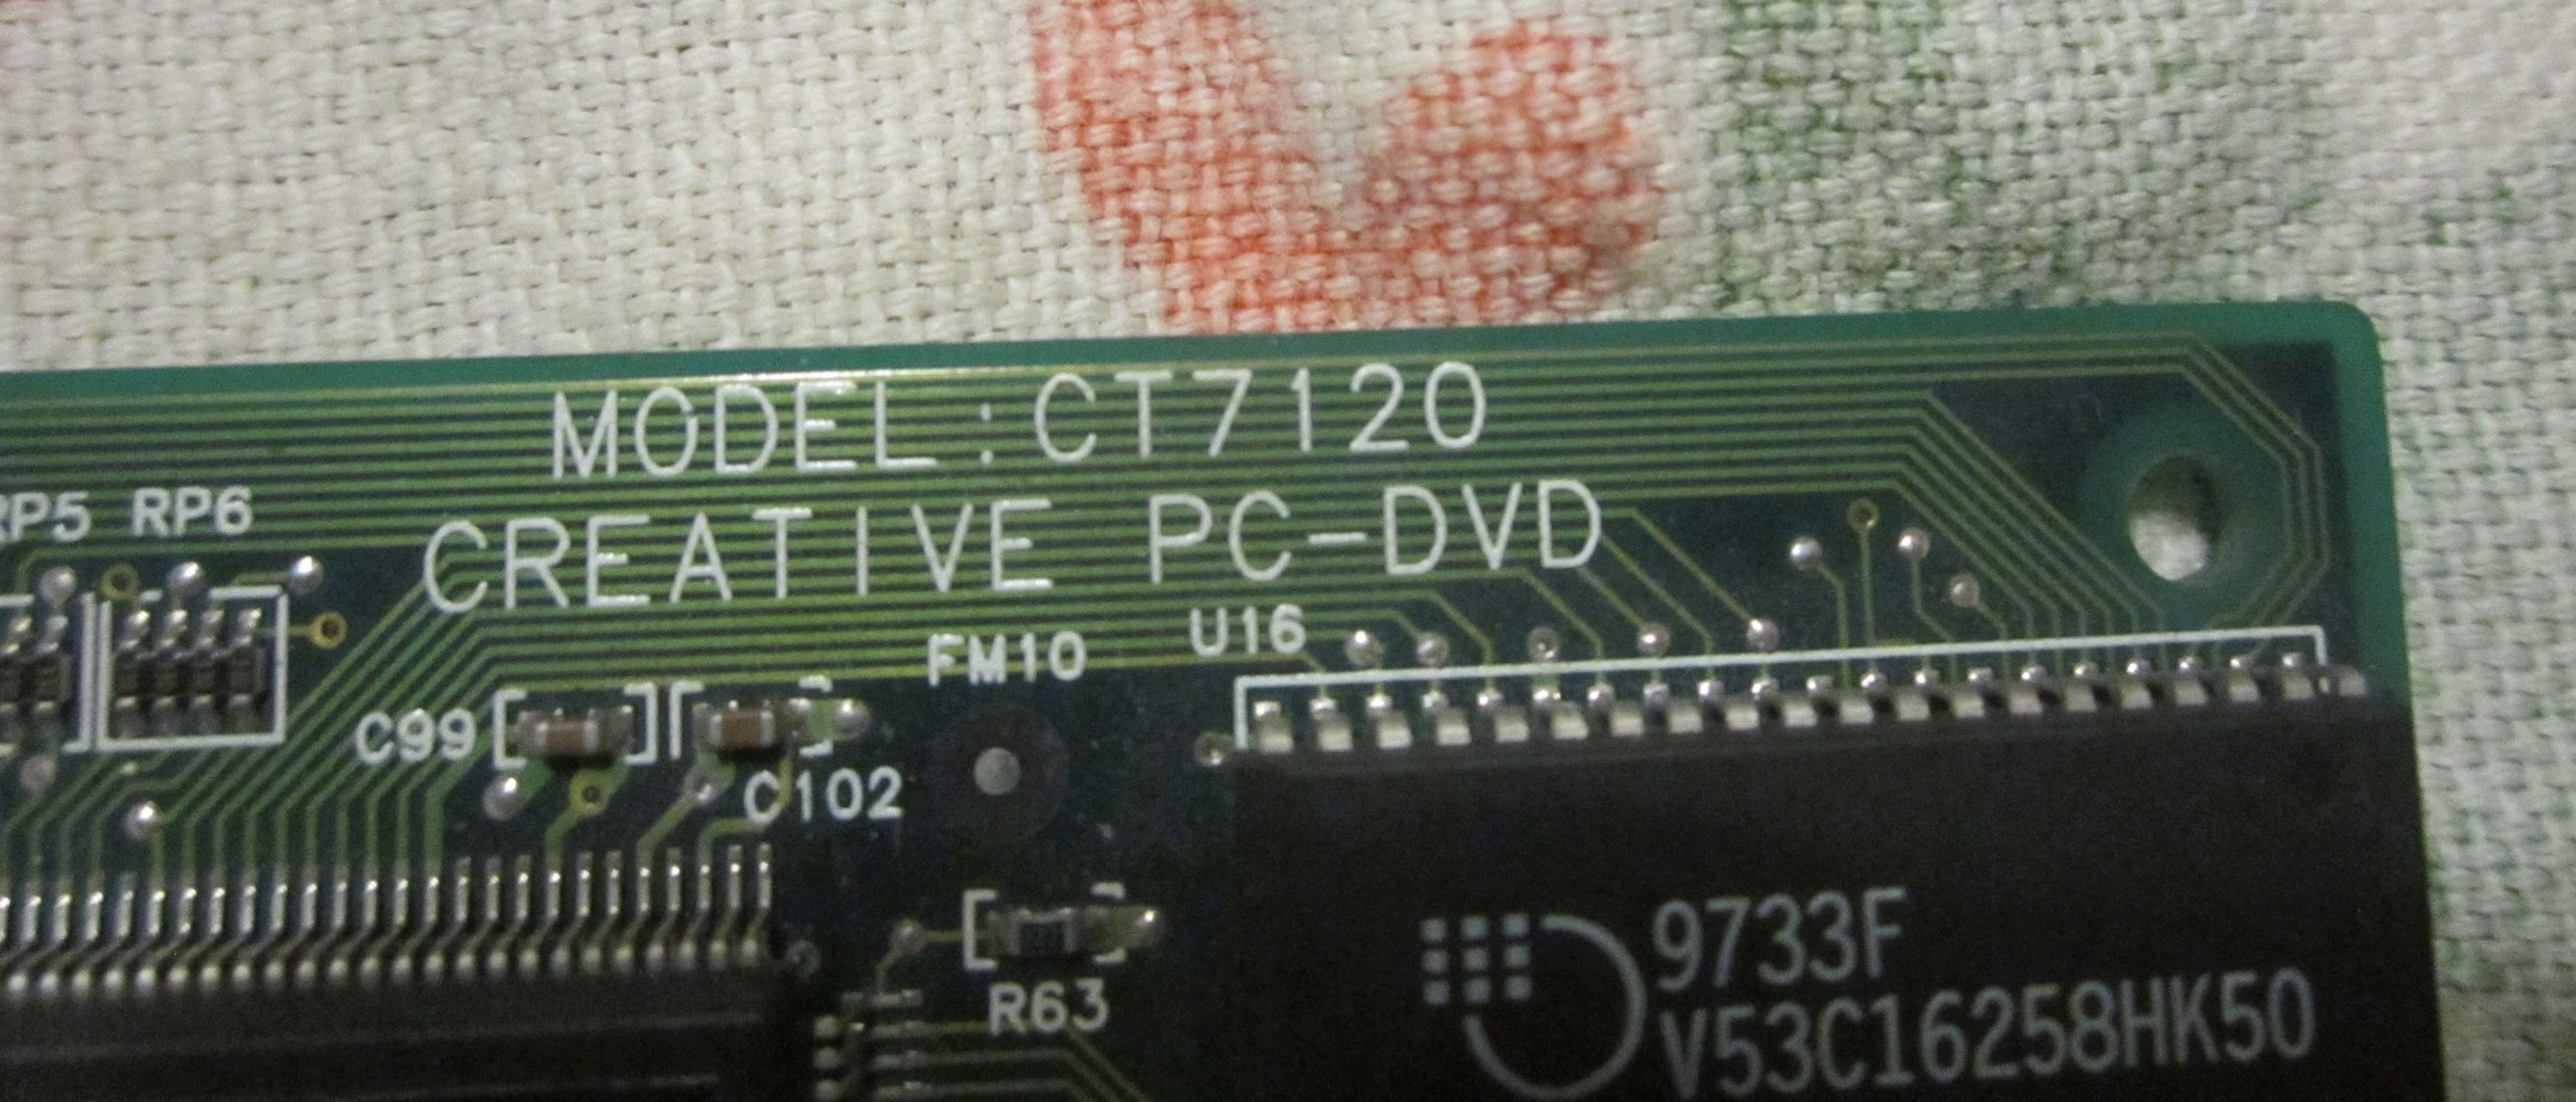 MODEL:CT7120
CREATIVE PC-DVD
RP5 RP6
U16
FM10
C99
C102
R63
9733F
V53C16258HK50